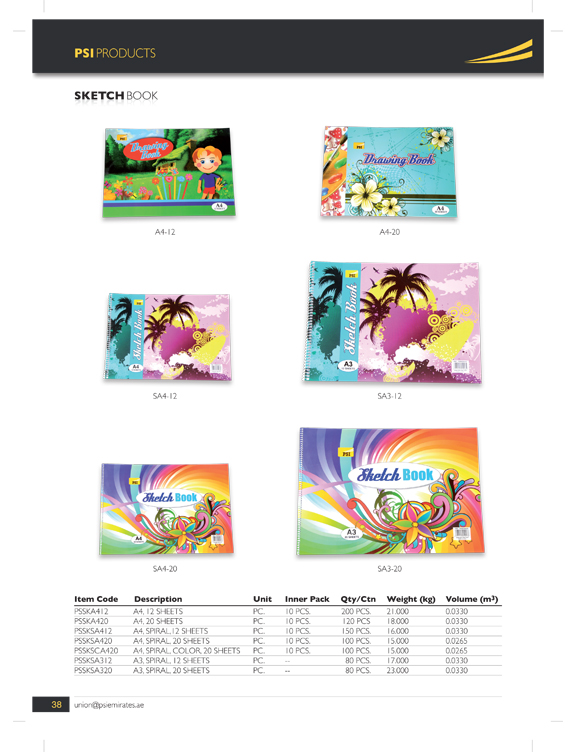 PSI PRODUCTS
SKETCH BOOK
PSI
Drawing
Book
A4
PSI
Drawing Book
A4
A4-12
A4-20
PSI
Sketch Book
A4
PSI
Sketch Book
A3
SA4-12
SA3-12
PSI
Sketch Book
A4
PSI
Sketch Book
A3
SA4-20
SA3-20
Item Code Description Unit Inner Pack Qty/Ctn Weight (kg) Volume (m³)
PSSKA412 A4, 12 SHEETS PC. 10 PCS. 200 PCS. 21.000 0.0330
PSSKA420 A4, 20 SHEETS PC. 10 PCS. 120 PCS 18.000 0.0330
PSSKSA412 A4, SPIRAL,12 SHEETS PC. 10 PCS. 150 PCS. 16.000 0.0330
PSSKSA420 A4, SPIRAL, 20 SHEETS PC. 10 PCS. 100 PCS. 15.000 0.0265
PSSKSCA420 A4, SPIRAL, COLOR, 20 SHEETS PC. 10 PCS. 100 PCS. 15.000 0.0265
PSSKSA312 A3, SPIRAL, 12 SHEETS PC. -- 80 PCS. 17.000 0.0330
PSSKSA320 A3, SPIRAL, 20 SHEETS PC. -- 80 PCS. 23.000 0.0330
38 union@psiemirates.ae